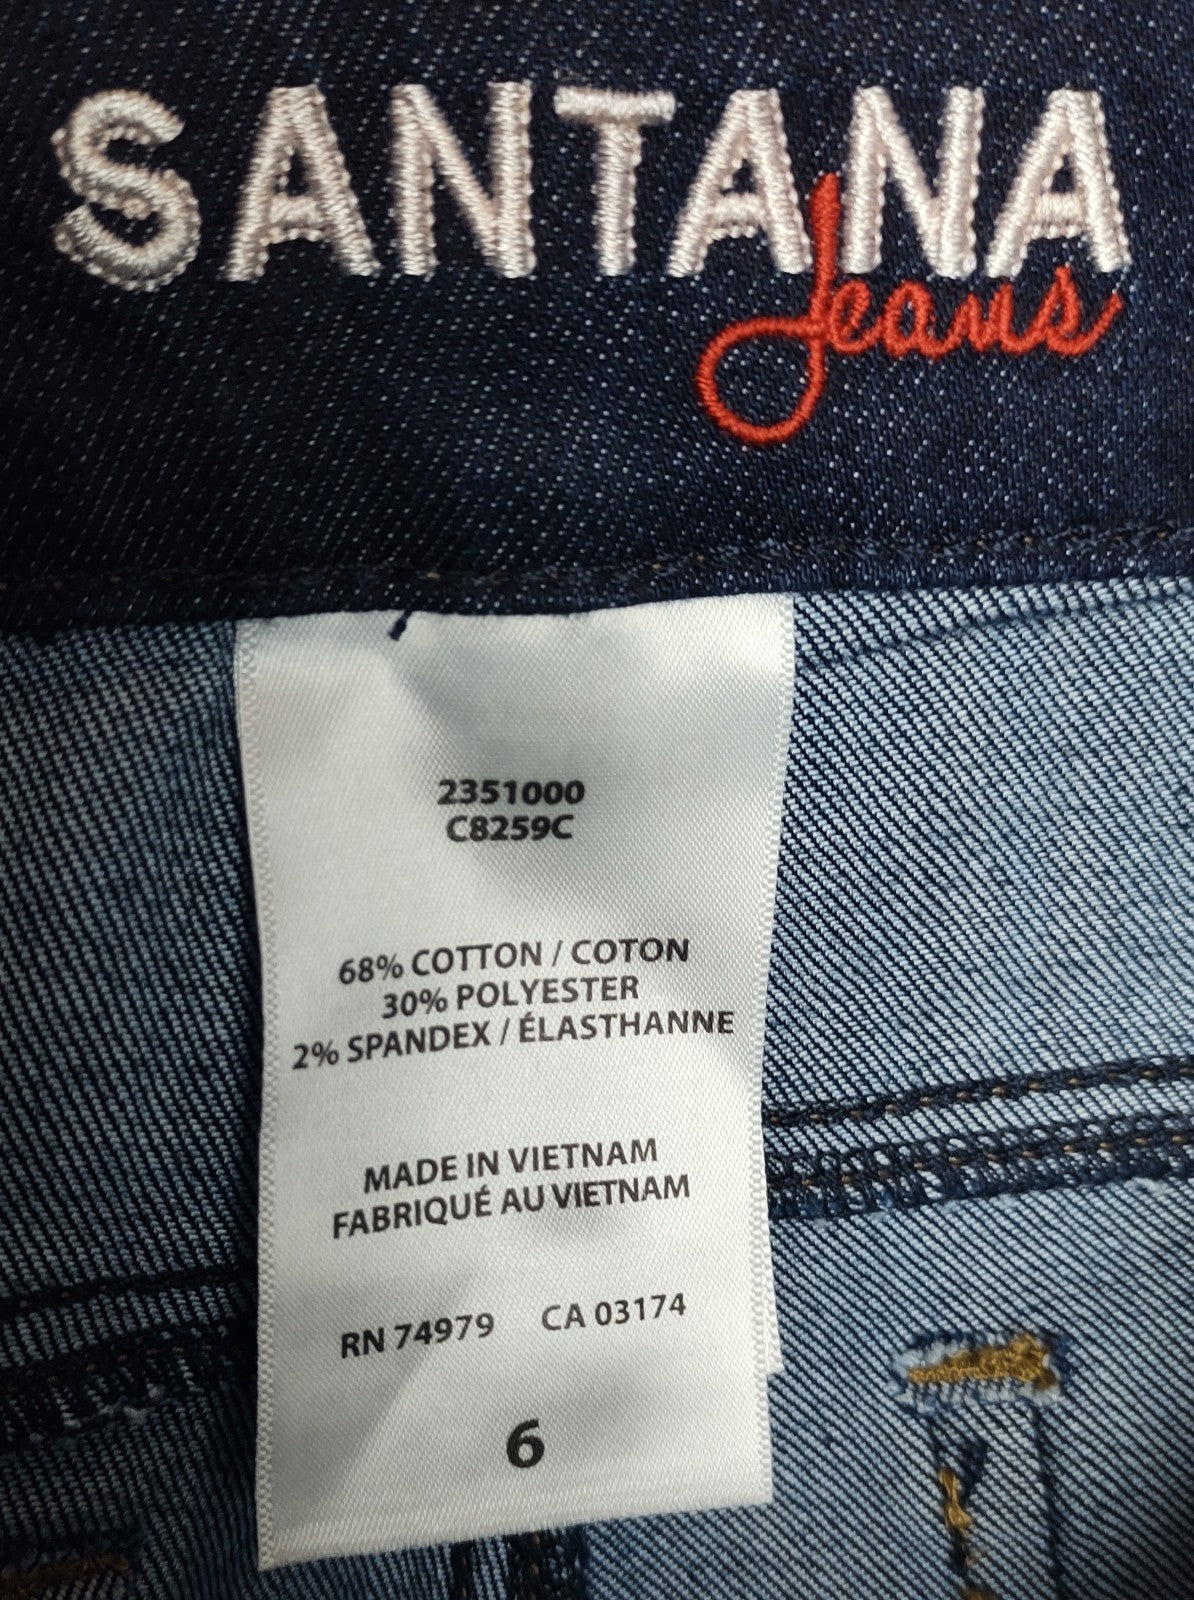 SANTANA
Jeans
2351000
C8259C
68% COTTON / COTON
30% POLYESTER
2% SPANDEX / ÉLASTHANNE
MADE IN VIETNAM
FABRIQUÉ AU VIETNAM
RN 74979 CA 03174
6